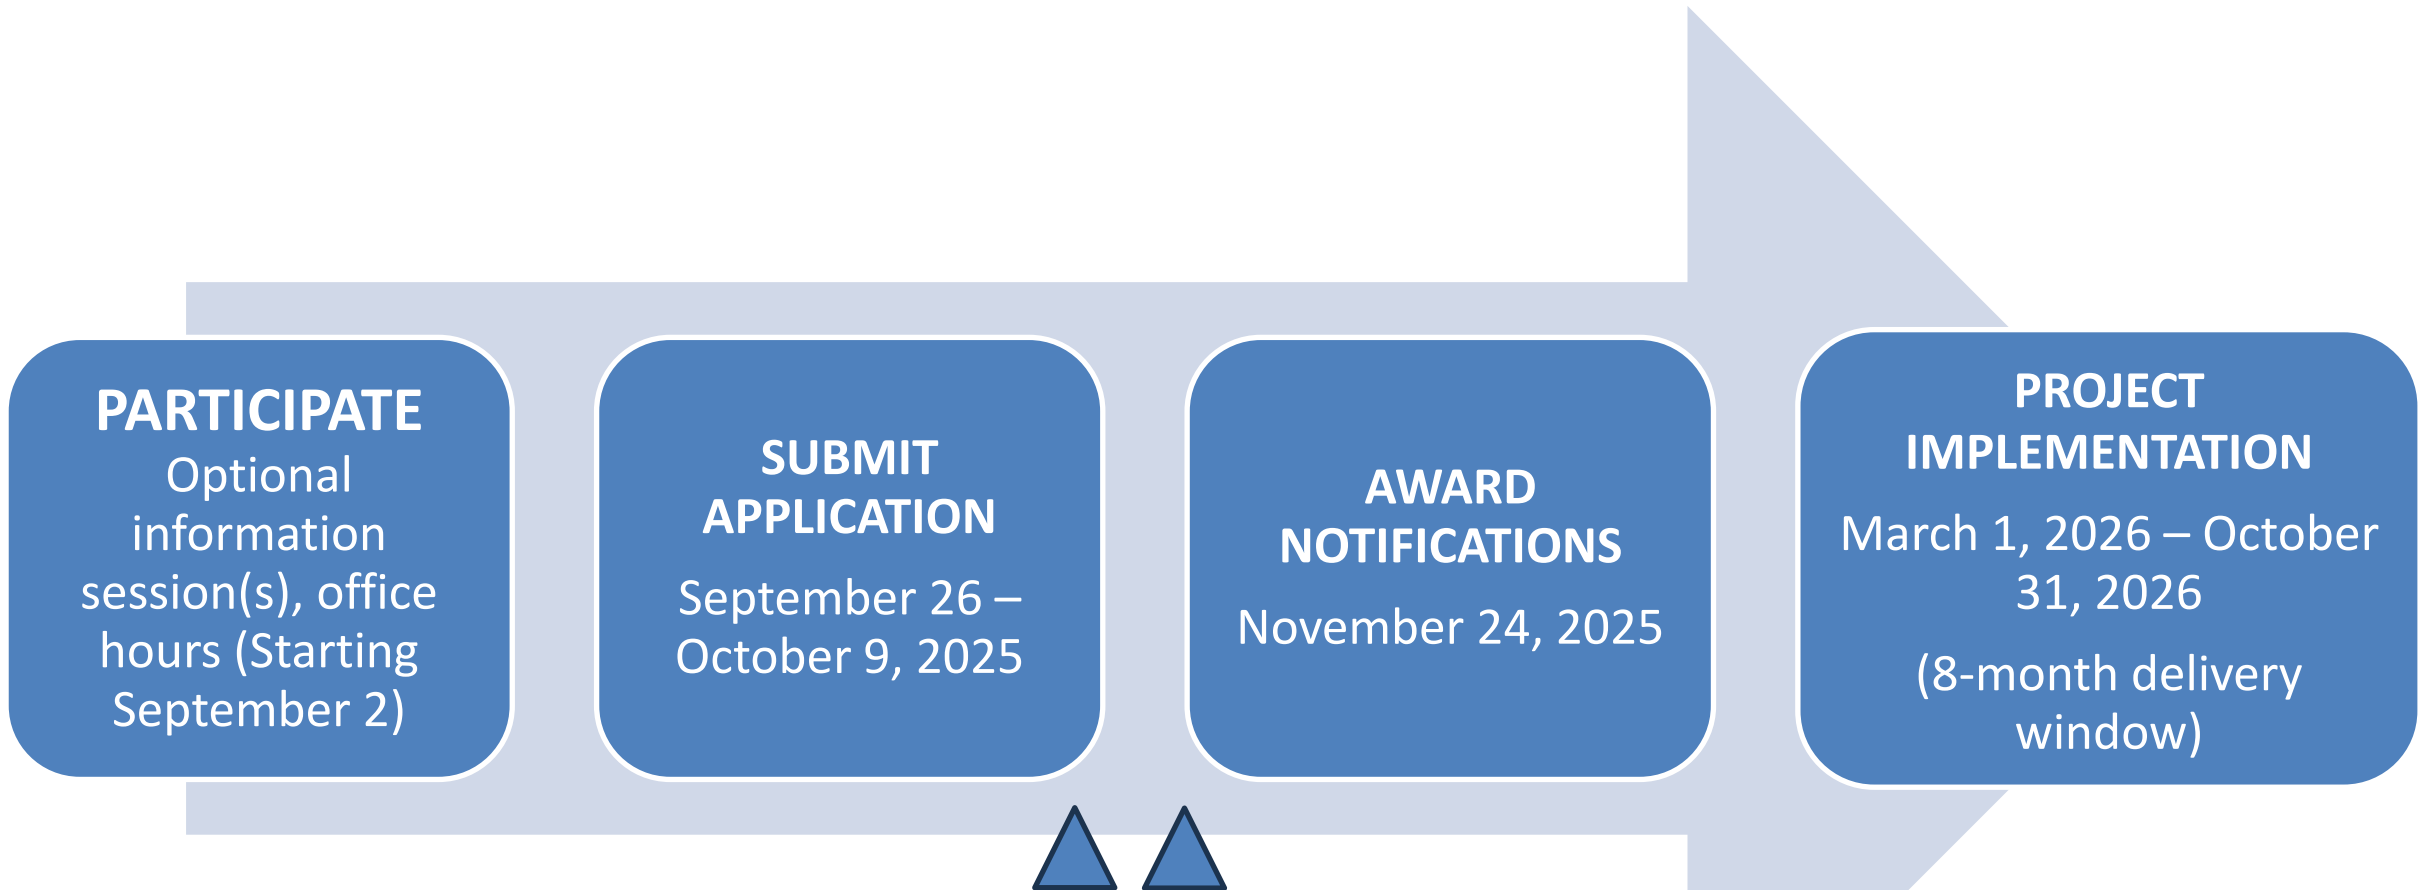 PARTICIPATE
Optional
information
session(s), office
hours (Starting
September 2)
SUBMIT
APPLICATION
September 26 –
October 9, 2025
AWARD
NOTIFICATIONS
November 24, 2025
PROJECT
IMPLEMENTATION
March 1, 2026 – October
31, 2026
(8-month delivery
window)